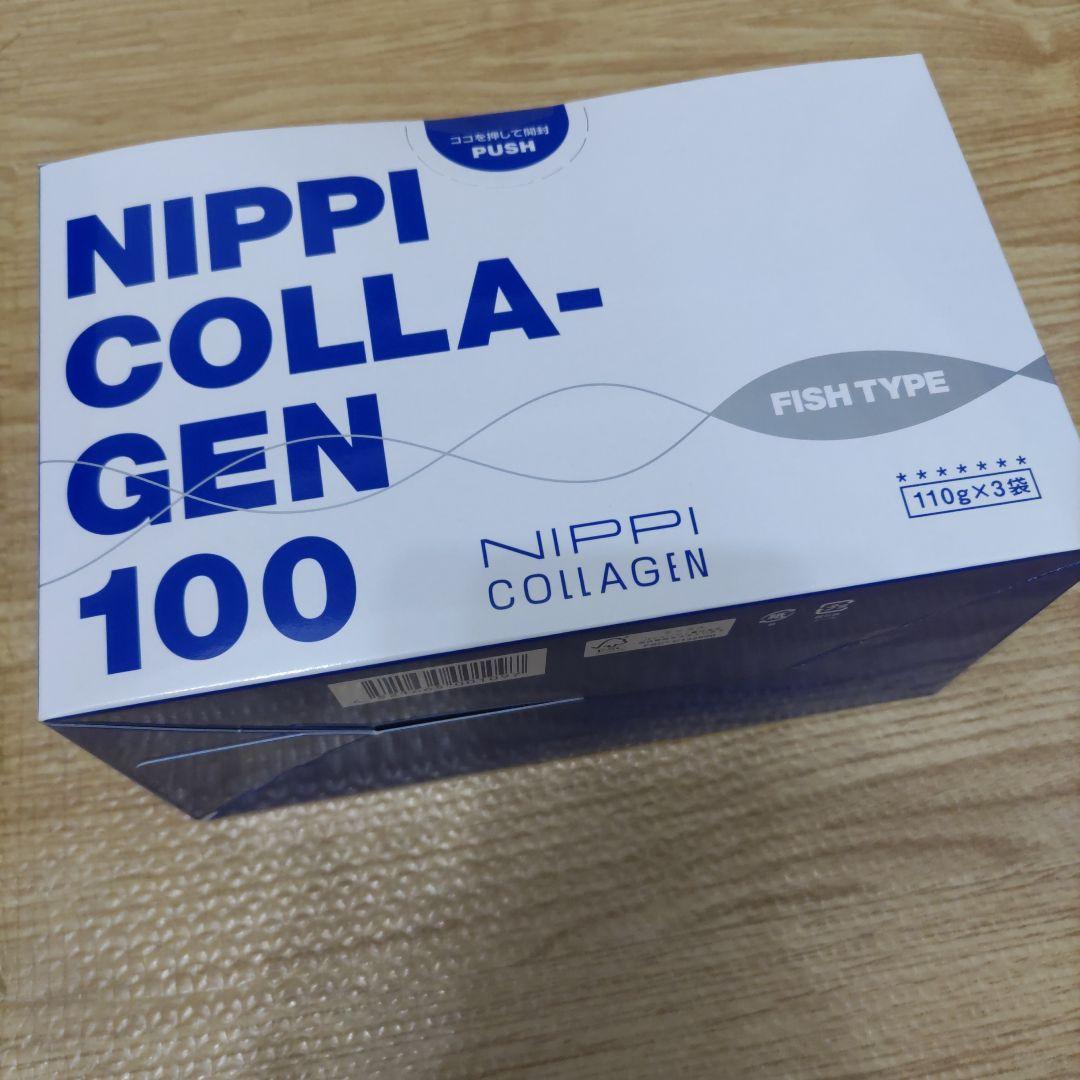 ココを押して開封
PUSH
NIPPI
COLLA-
GEN
100
FISH TYPE
*******
110g×3袋
NIPPI
COLLAGEN